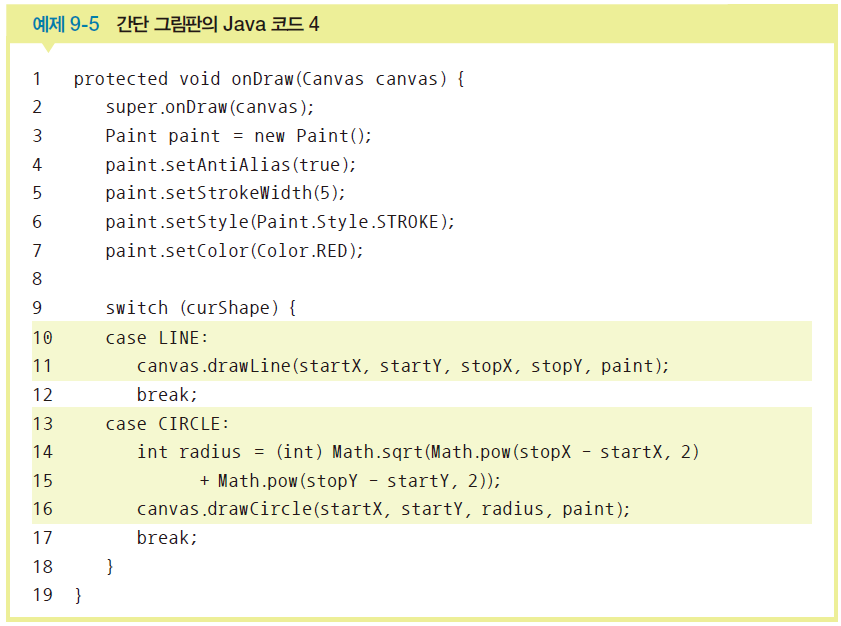 예제 9-5 간단 그림판의 Java 코드 4
1 protected void onDraw(Canvas canvas) {
2 super.onDraw(canvas);
3 Paint paint = new Paint();
4 paint.setAntiAlias(true);
5 paint.setStrokeWidth(5);
6 paint.setStyle(Paint.Style.STROKE);
7 paint.setColor(Color.RED);
8
9 switch (curShape) {
10 case LINE:
11 canvas.drawLine(startX, startY, stopX, stopY, paint);
12 break;
13 case CIRCLE:
14 int radius = (int) Math.sqrt(Math.pow(stopX - startX, 2)
15 + Math.pow(stopY - startY, 2));
16 canvas.drawCircle(startX, startY, radius, paint);
17 break;
18 }
19 }